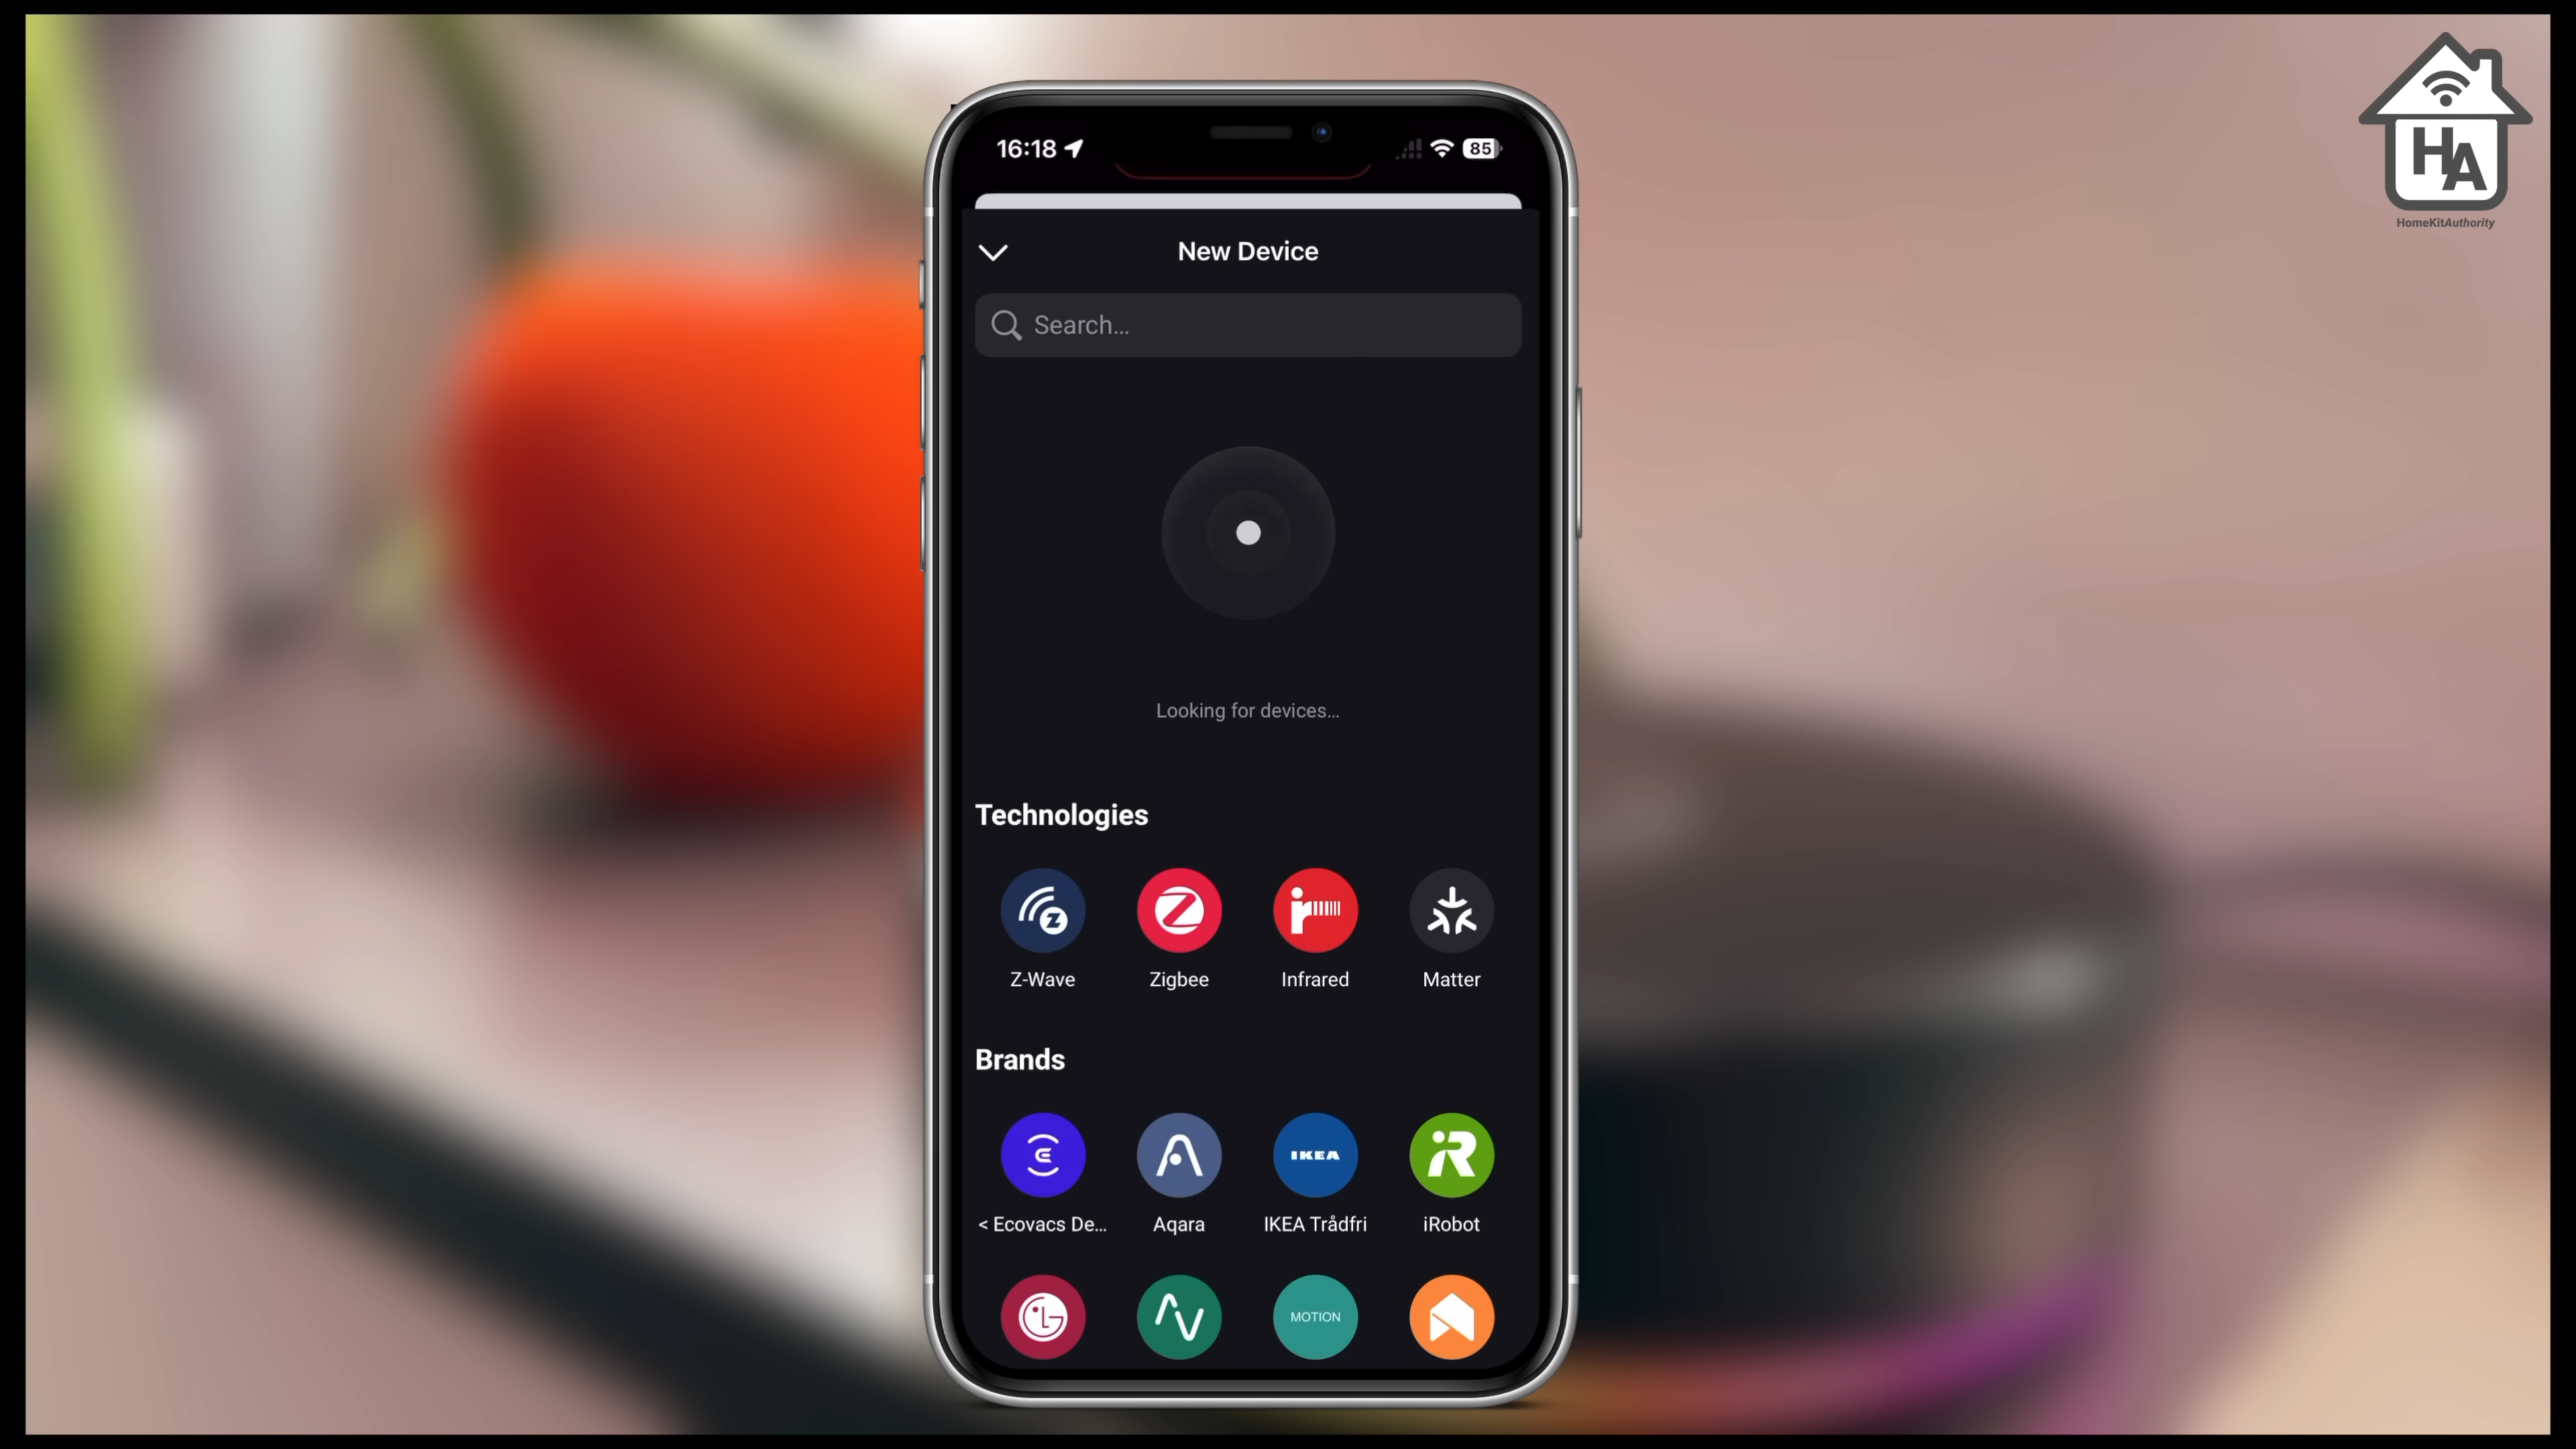 16:18
85
HA
HomeKitAuthority
New Device
Search...
Looking for devices...
Technologies
Z-Wave
Zigbee
Infrared
Matter
Brands
IKEA
< Ecovacs De...
Aqara
IKEA Trådfri
iRobot
LG
MOTION